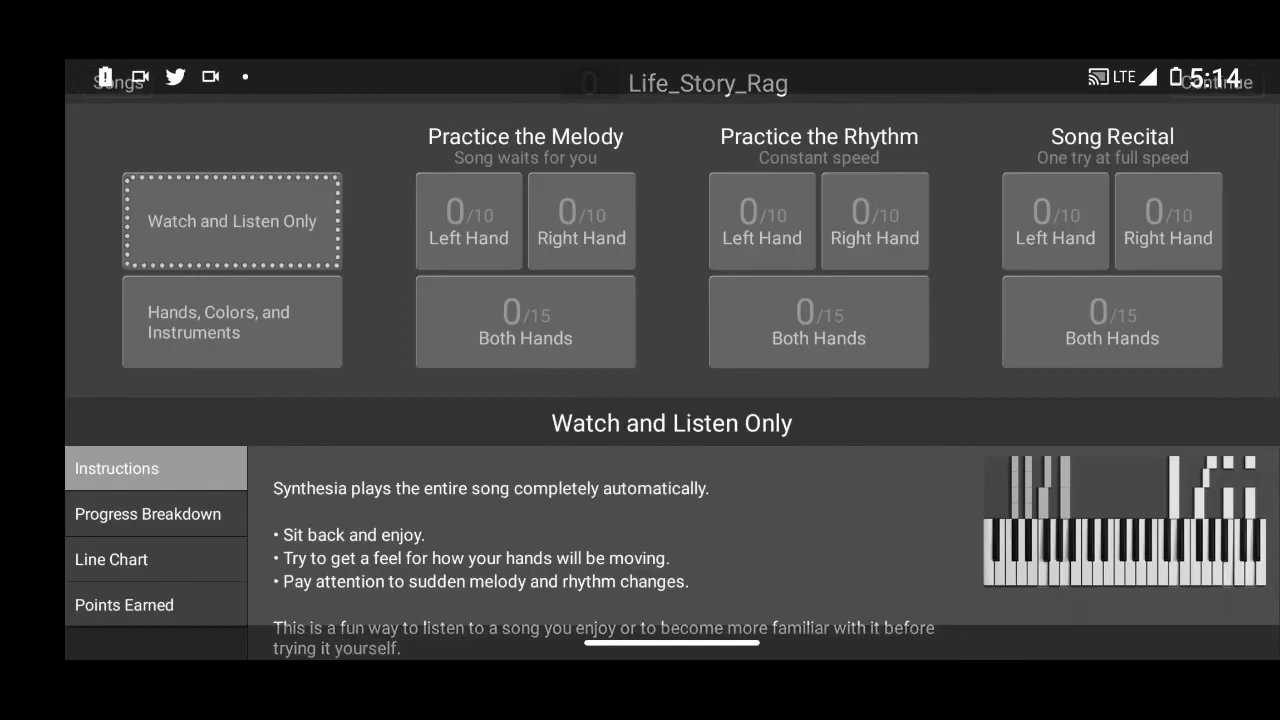 Songs
0
Life_Story_Rag
LTE
5:14
Continue
Practice the Melody
Song waits for you
Practice the Rhythm
Constant speed
Song Recital
One try at full speed
Watch and Listen Only
0/10
Left Hand
0/10
Right Hand
0/10
Left Hand
0/10
Right Hand
0/10
Left Hand
0/10
Right Hand
Hands, Colors, and
Instruments
0/15
Both Hands
0/15
Both Hands
0/15
Both Hands
Watch and Listen Only
Instructions
Progress Breakdown
Line Chart
Points Earned
Synthesia plays the entire song completely automatically.
• Sit back and enjoy.
• Try to get a feel for how your hands will be moving.
• Pay attention to sudden melody and rhythm changes.
This is a fun way to listen to a song you enjoy or to become more familiar with it before
trying it yourself.